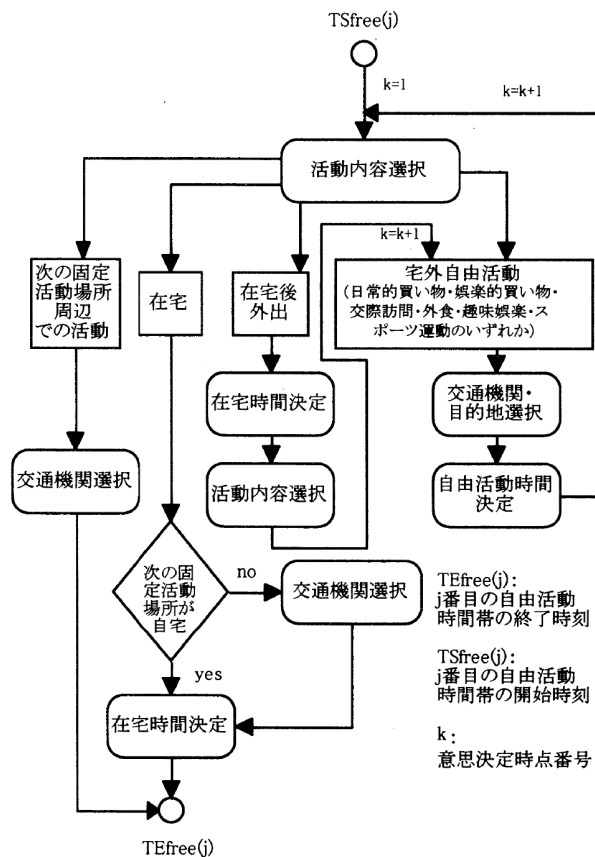 TSfree(j)
k=1
k=k+1
活動内容選択
k=k+1
次の固定
活動場所
周辺
での活動
在宅
在宅後
外出
宅外自由活動
(日常的買い物・娯楽的買い物・
交際訪問・外食・趣味娯楽・ス
ポーツ運動のいずれか)
在宅時間決定
交通機関・
目的地選択
交通機関選択
活動内容選択
自由活動時間
決定
次の固
定活動
場所が
自宅
no
交通機関選択
yes
在宅時間決定
TEfree(j)
TEfree(j):
j番目の自由活動
時間帯の終了時刻
TSfree(j):
j番目の自由活動
時間帯の開始時刻
k:
意思決定時点番号